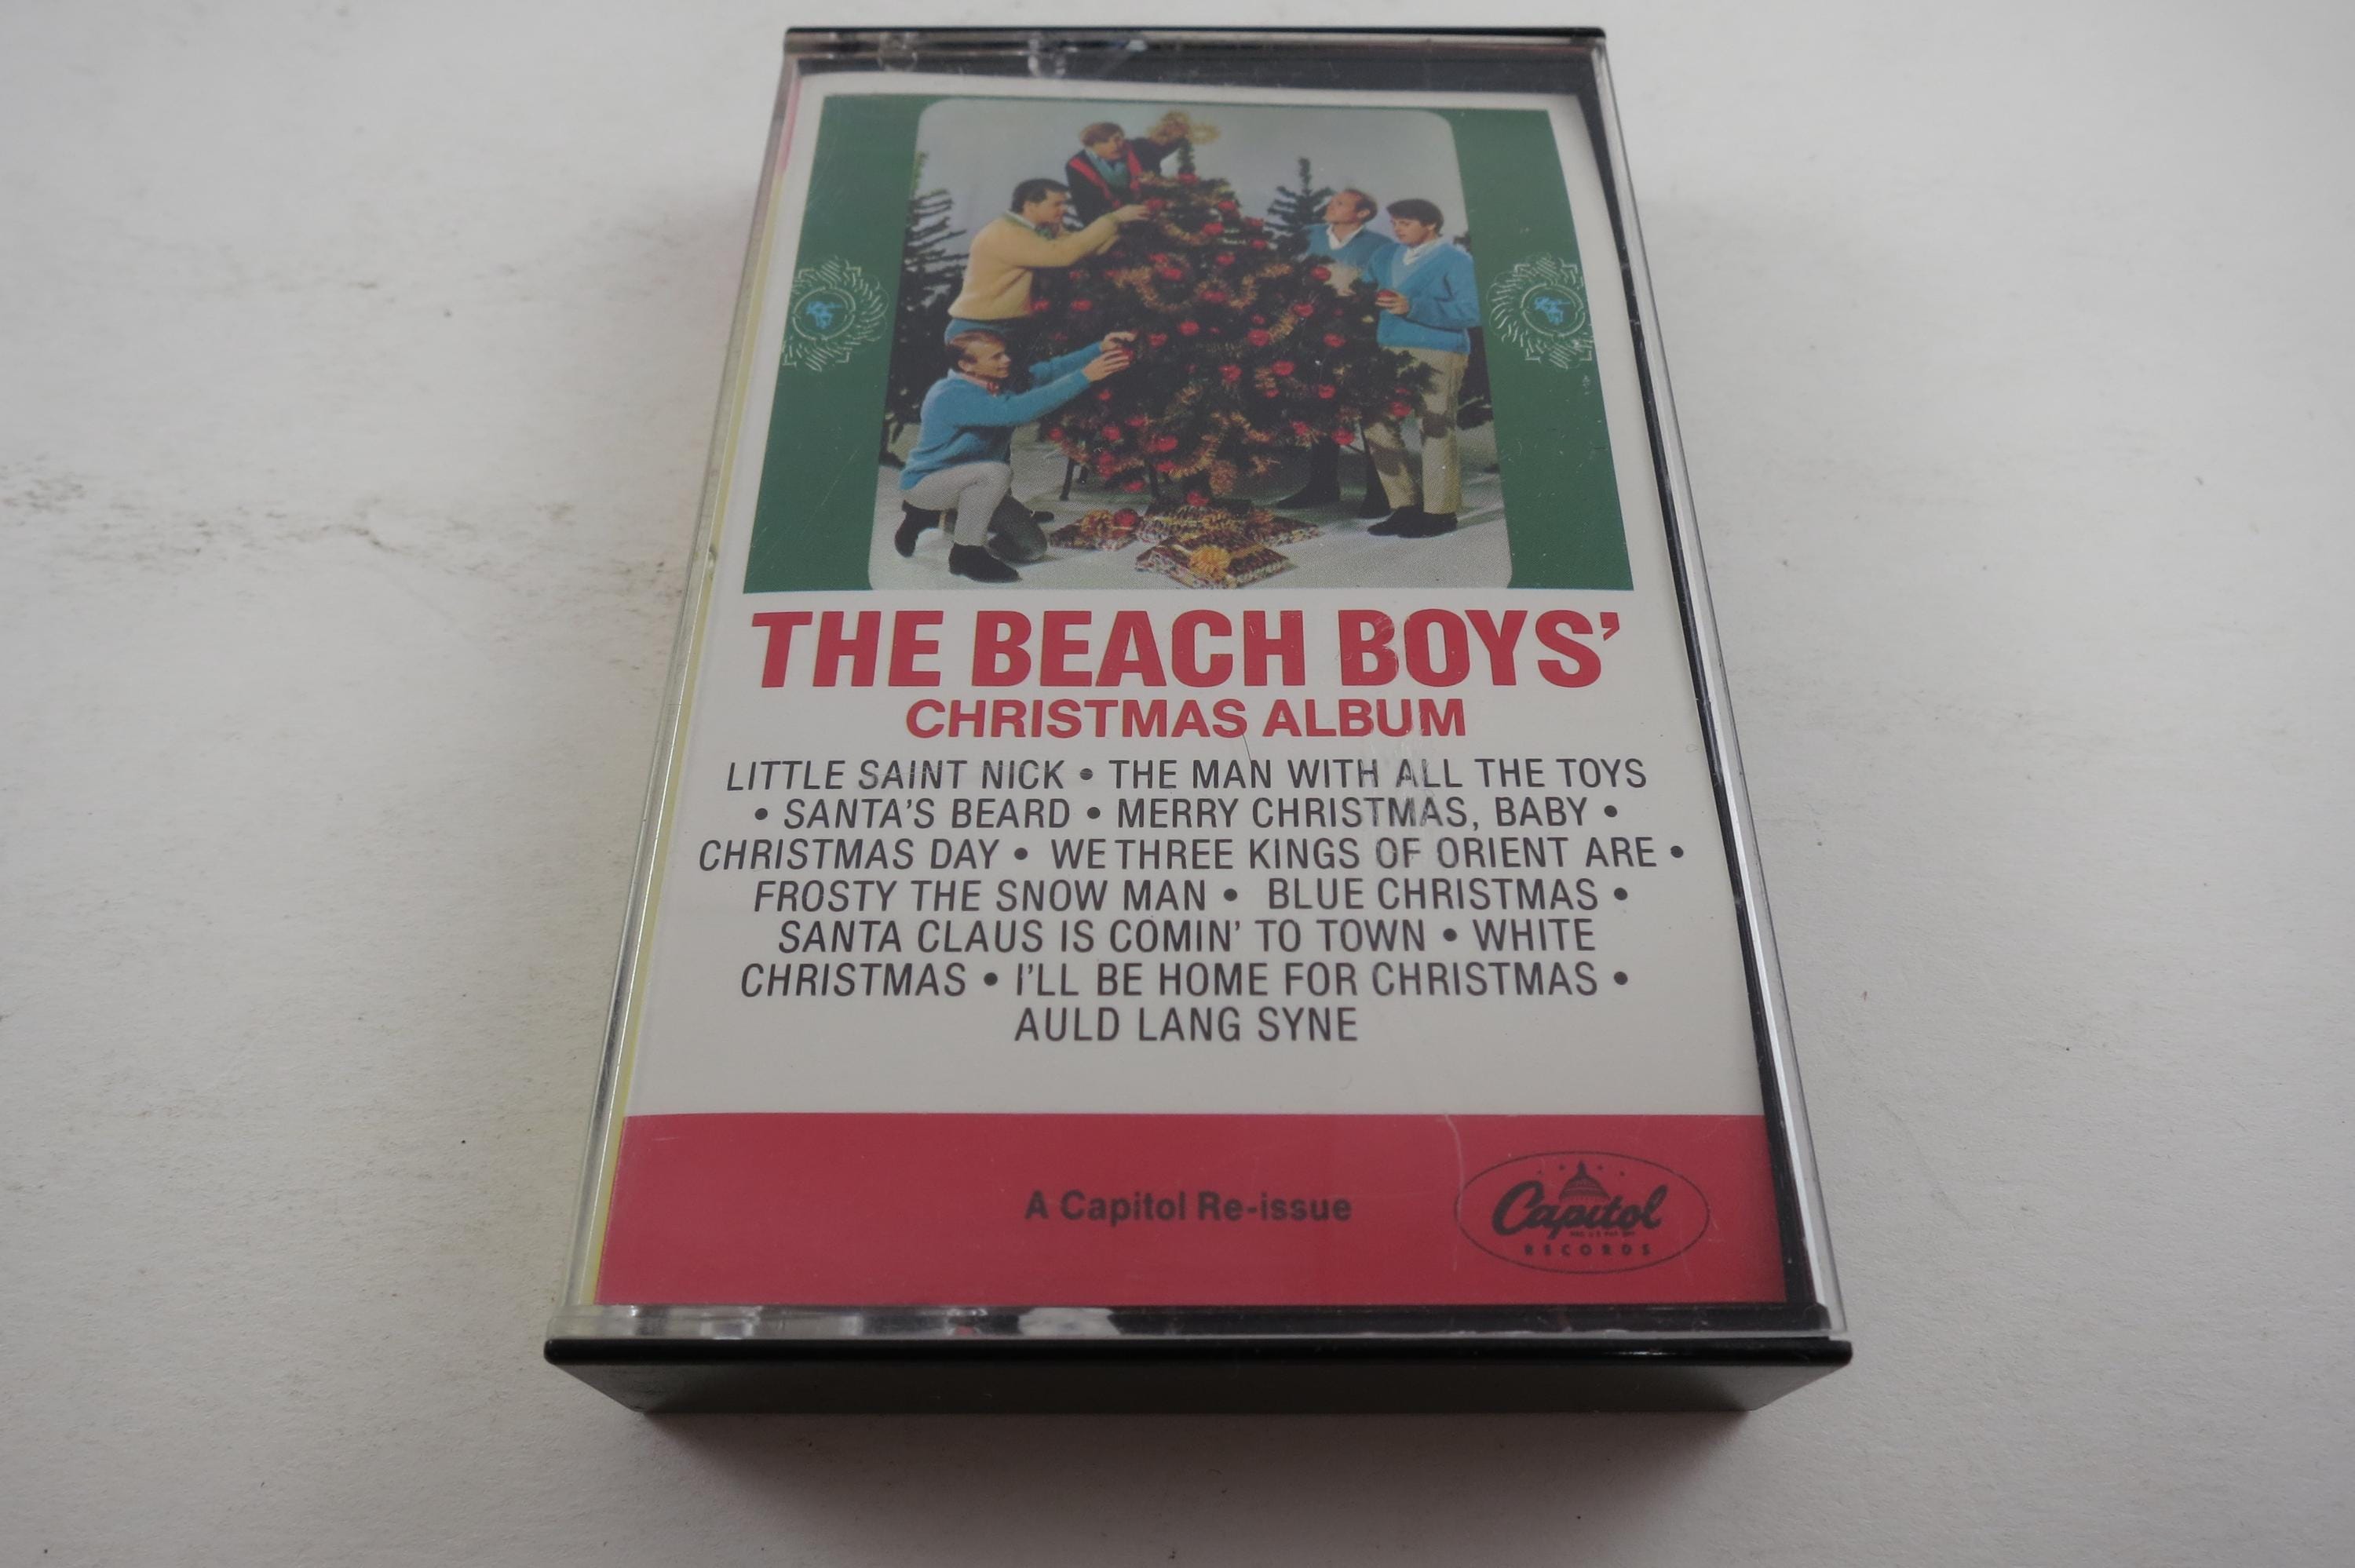 THE BEACH BOYS’
CHRISTMAS ALBUM
LITTLE SAINT NICK • THE MAN WITH ALL THE TOYS
• SANTA’S BEARD • MERRY CHRISTMAS, BABY •
CHRISTMAS DAY • WE THREE KINGS OF ORIENT ARE •
FROSTY THE SNOW MAN • BLUE CHRISTMAS •
SANTA CLAUS IS COMIN’ TO TOWN • WHITE
CHRISTMAS • I’LL BE HOME FOR CHRISTMAS •
AULD LANG SYNE
A Capitol Re-issue
Capitol
RECORDS